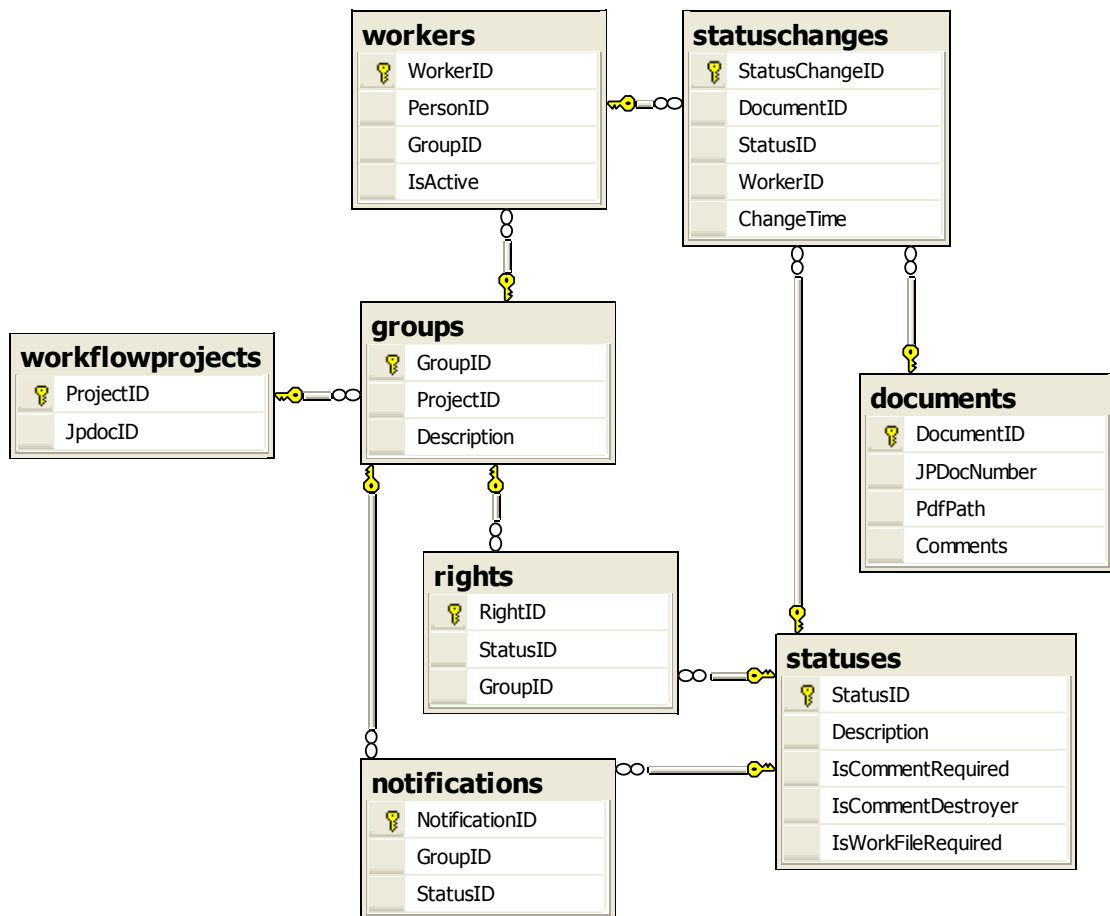 workers
WorkerID
PersonID
GroupID
IsActive
statuschanges
StatusChangeID
DocumentID
StatusID
WorkerID
ChangeTime
workflowprojects
ProjectID
JpdocID
groups
GroupID
ProjectID
Description
documents
DocumentID
JPDocNumber
PdfPath
Comments
rights
RightID
StatusID
GroupID
statuses
StatusID
Description
IsCommentRequired
IsCommentDestroyer
IsWorkFileRequired
notifications
NotificationID
GroupID
StatusID